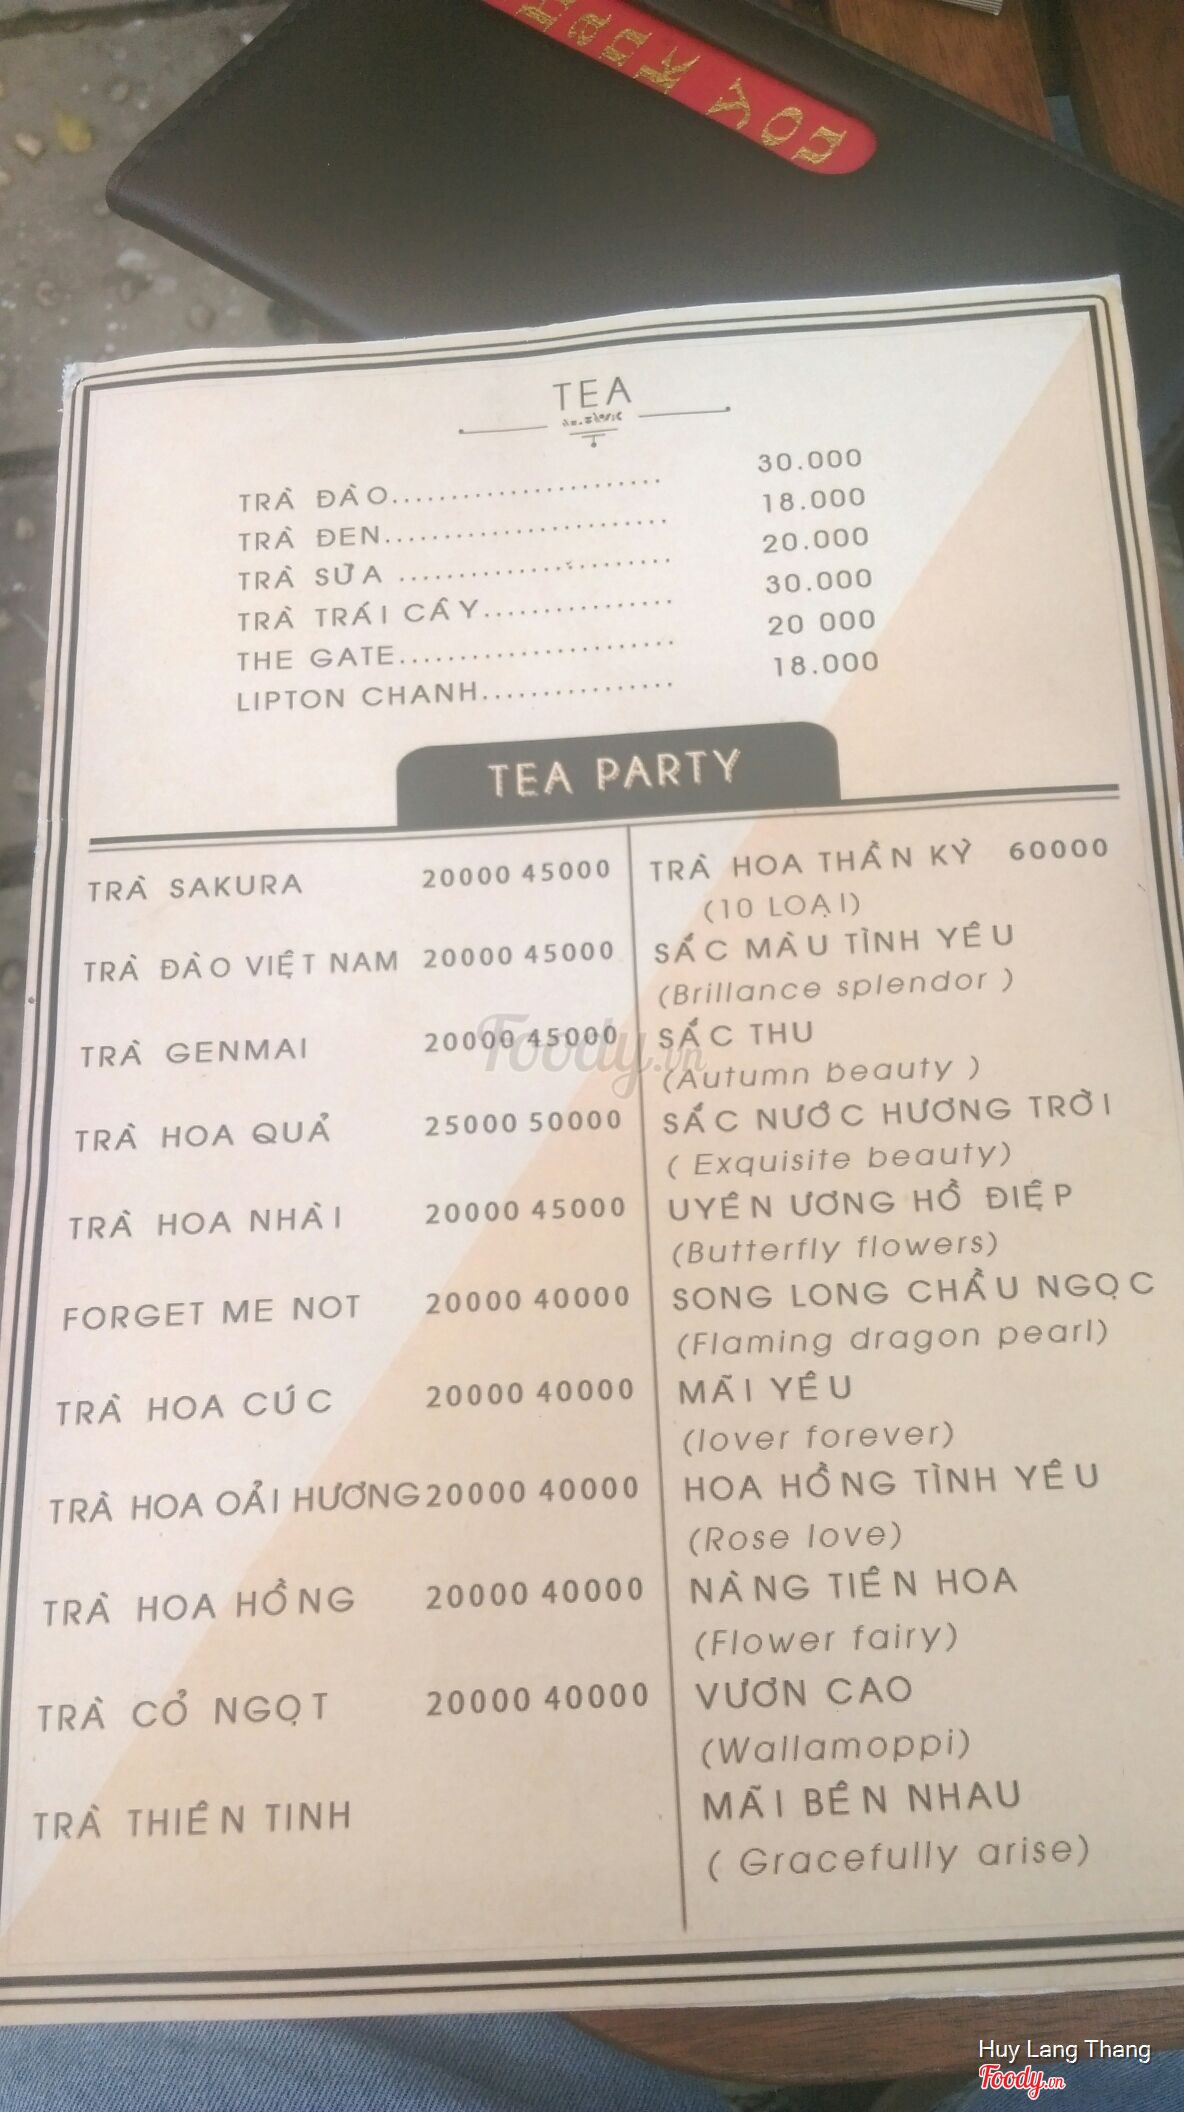 TEA
TRÀ ĐÀO........................ 30.000
TRÀ ĐEN........................ 18.000
TRÀ SỮA ........................ 20.000
TRÀ TRÁI CÂY................. 30.000
THE GATE........................ 20 000
LIPTON CHANH................ 18.000
TEA PARTY
TRÀ SAKURA 20000 45000
TRÀ ĐÀO VIỆT NAM 20000 45000
TRÀ GENMAI 20000 45000
TRÀ HOA QUẢ 25000 50000
TRÀ HOA NHÀI 20000 45000
FORGET ME NOT 20000 40000
TRÀ HOA CÚC 20000 40000
TRÀ HOA OẢI HƯƠNG 20000 40000
TRÀ HOA HỒNG 20000 40000
TRÀ CỎ NGỌT 20000 40000
TRÀ THIÊN TINH
TRÀ HOA THẦN KỲ 60000
(10 LOẠI)
SẮC MÀU TÌNH YÊU
(Brillance splendor )
SẮC THU
(Autumn beauty )
SẮC NƯỚC HƯƠNG TRỜI
( Exquisite beauty)
UYÊN ƯƠNG HỒ ĐIỆP
(Butterfly flowers)
SONG LONG CHẦU NGỌC
(Flaming dragon pearl)
MÃI YÊU
(lover forever)
HOA HỒNG TÌNH YÊU
(Rose love)
NÀNG TIÊN HOA
(Flower fairy)
VƯƠN CAO
(Wallamoppi)
MÃI BÊN NHAU
( Gracefully arise)
Foody.vn
Huy Lang Thang
Foody.vn